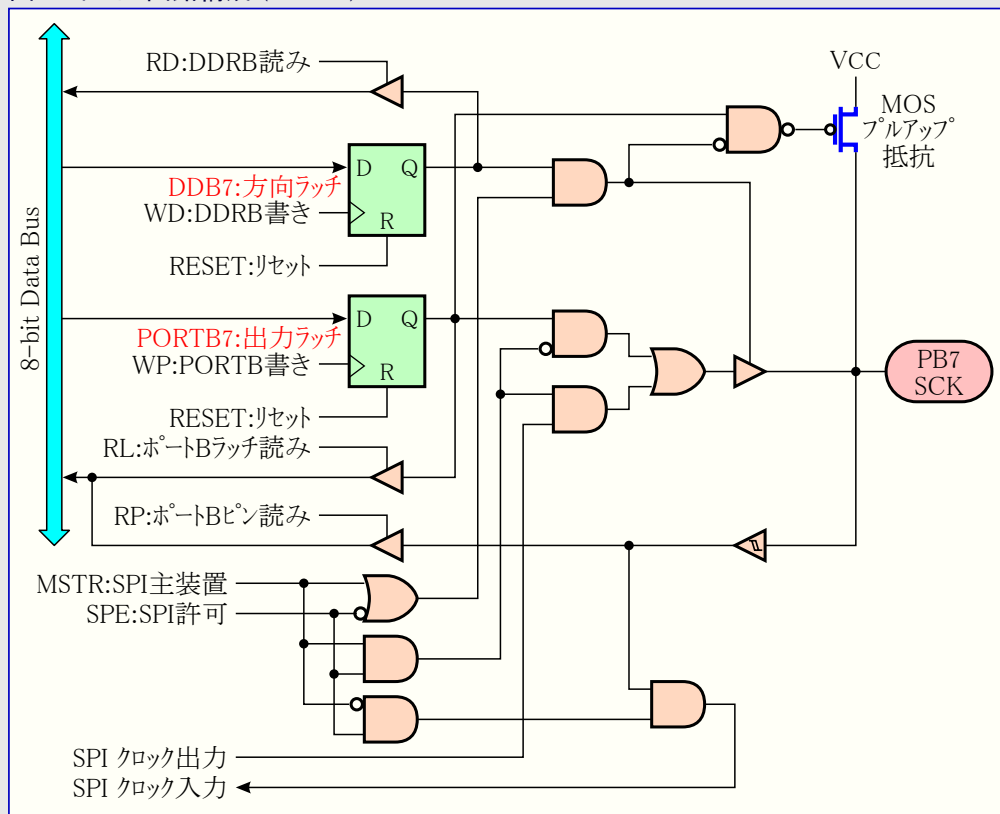 RD:DDRB読み
VCC
MOS
プルアップ
抵抗
D
Q
DDB7:方向ラッチ
WD:DDRB書き
R
RESET:リセット
8-bit Data Bus
D
Q
PORTB7:出力ラッチ
WP:PORTB書き
R
PB7
SCK
RESET:リセット
RL:ポートBラッチ読み
RP:ポートBピン読み
MSTR:SPI主装置
SPE:SPI許可
SPI クロック出力
SPI クロック入力